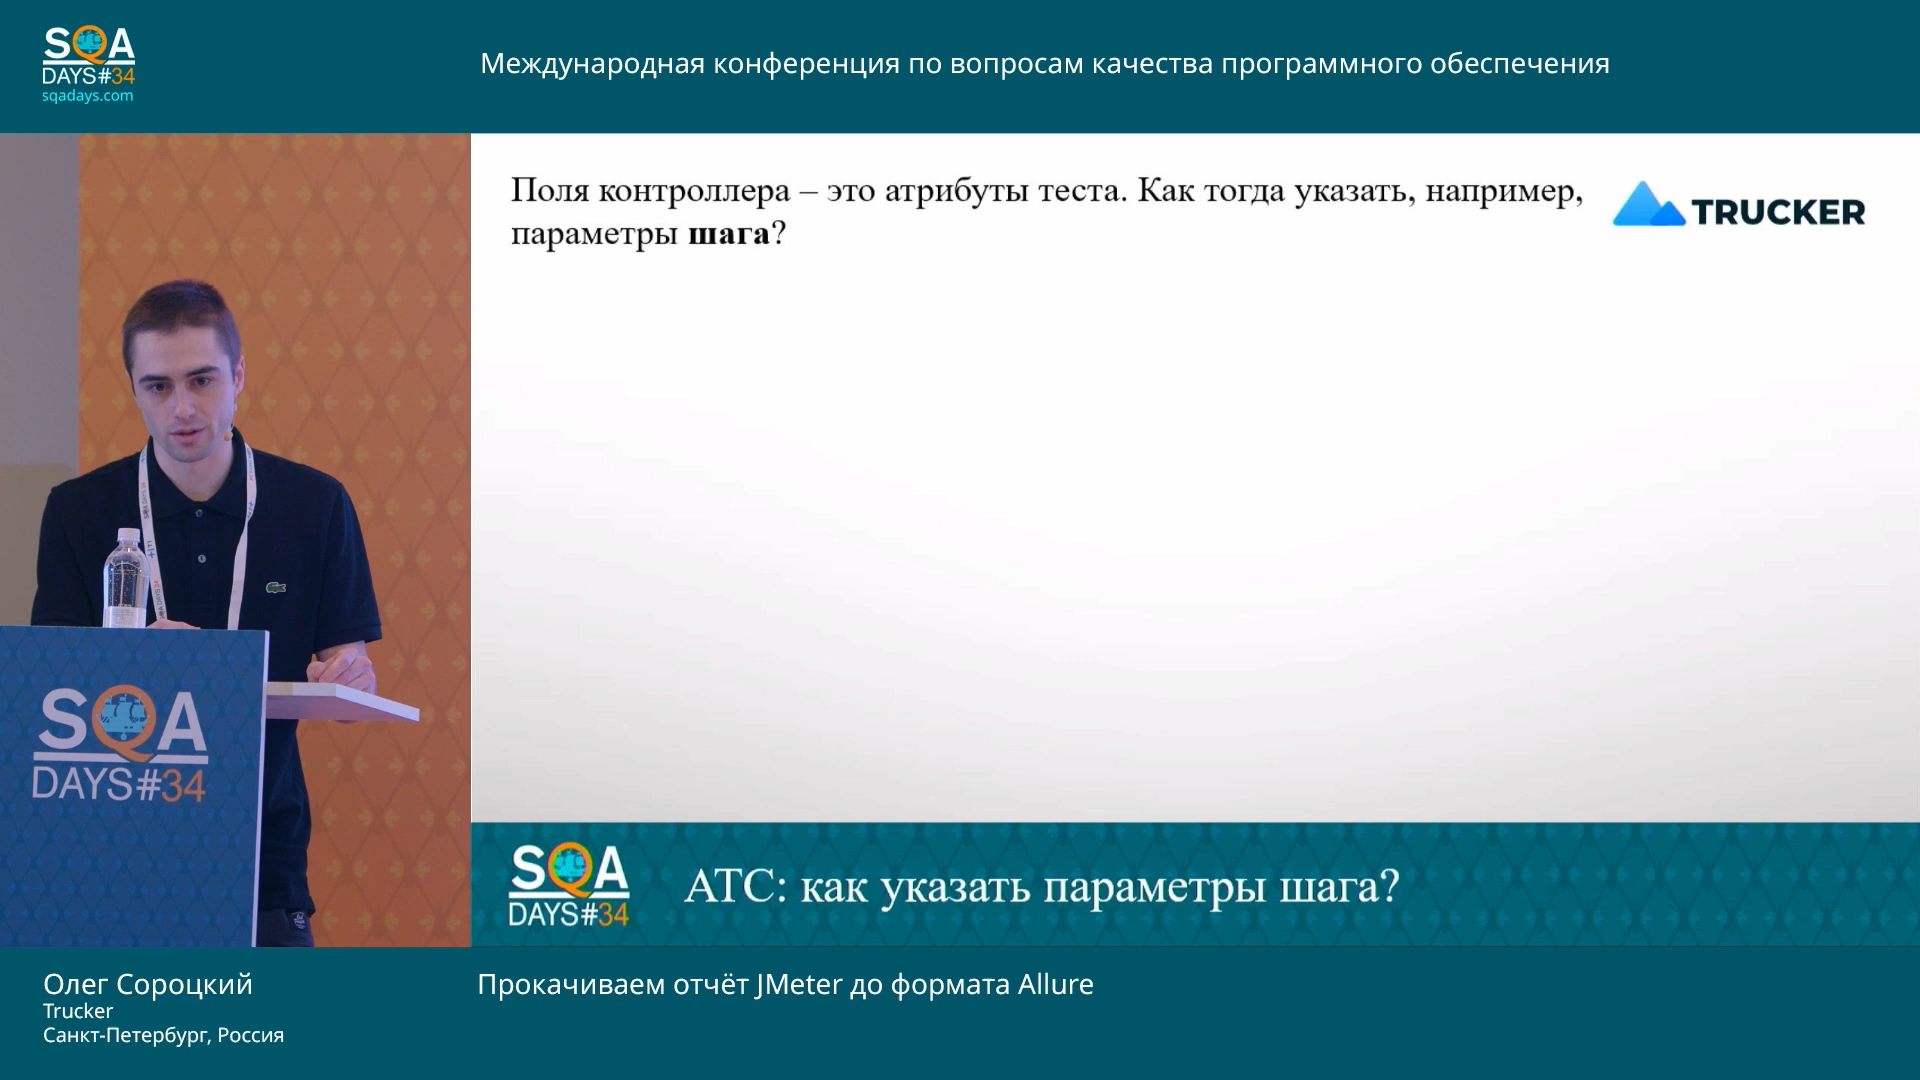 SQA
DAYS#34
sqadays.com
Международная конференция по вопросам качества программного обеспечения
Поля контроллера – это атрибуты теста. Как тогда указать, например,
параметры шага?
TRUCKER
SQA
DAYS#34
SQA
DAYS#34
АТС: как указать параметры шага?
Олег Сороцкий
Trucker
Санкт-Петербург, Россия
Прокачиваем отчёт JMeter до формата Allure